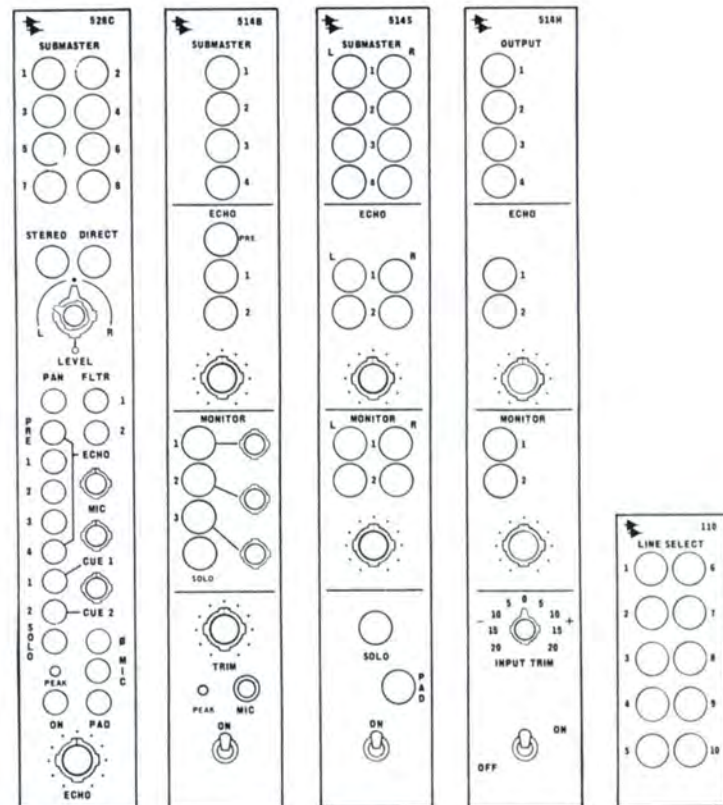 528C
SUBMASTER
1 2
3 4
5 6
7 8
STEREO DIRECT
L R
LEVEL
PAN FLTR
1
PRE
2
1 ECHO
2
MIC
3
4
1 CUE 1
2 CUE 2
SOLO
Ø
MIC
PEAK
ON PAD
ECHO
514B
SUBMASTER
1
2
3
4
ECHO
PRE
1
2
MONITOR
1
2
3
SOLO
TRIM
PEAK MIC
ON
514S
SUBMASTER
L R
1
2
3
4
ECHO
L R
1
2
MONITOR
L R
1
2
SOLO
PAD
ON
514H
OUTPUT
1
2
3
4
ECHO
1
2
MONITOR
1
2
5 0 5
10 10
- +
15 15
20 20
INPUT TRIM
ON
OFF
110
LINE SELECT
1 6
2 7
3 8
4 9
5 10